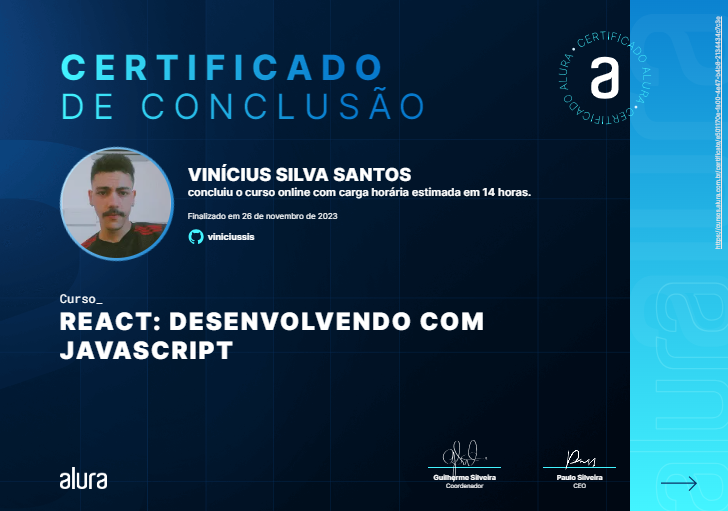 CERTIFICADO
DE CONCLUSÃO
CERTIFICADO ALURA • CERTIFICADO ALURA •
a
VINÍCIUS SILVA SANTOS
concluiu o curso online com carga horária estimada em 14 horas.
Finalizado em 26 de novembro de 2023
viniciussis
Curso_
REACT: DESENVOLVENDO COM
JAVASCRIPT
alura
Guilherme Silveira
Coordenador
Paulo Silveira
CEO
alura